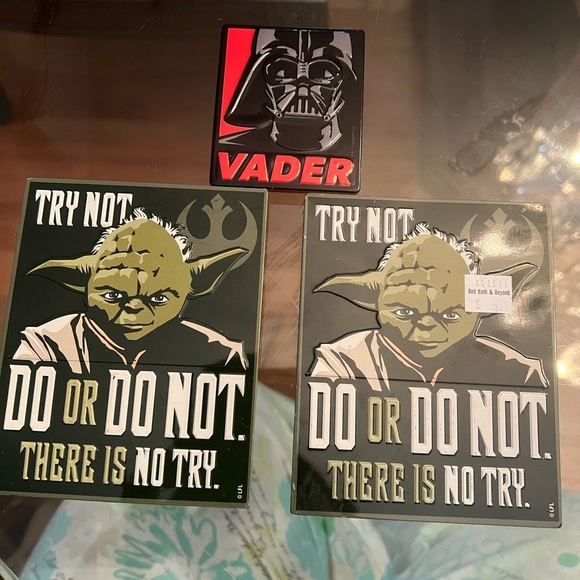 VADER
TRY NOT.
DO OR DO NOT.
THERE IS NO TRY.
© LFL
TRY NOT.
Bed Bath & Beyond
DO OR DO NOT.
THERE IS NO TRY.
© LFL